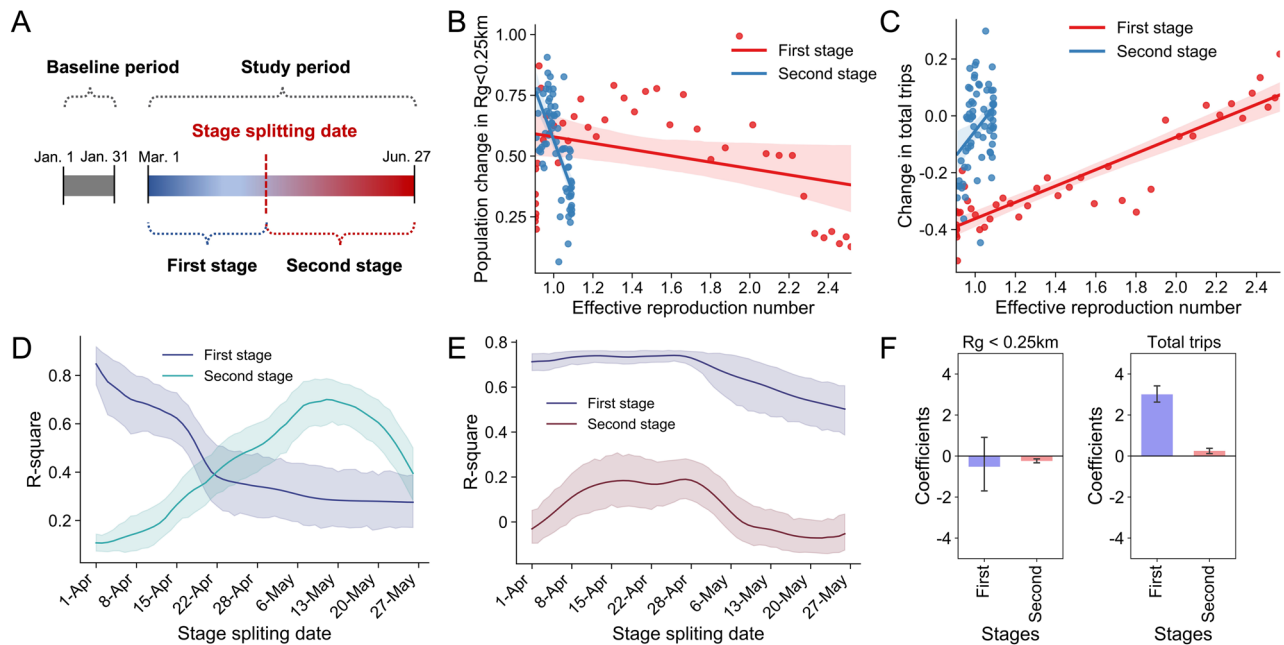 A
Baseline period
Study period
Stage splitting date
Jan. 1
Jan. 31
Mar. 1
Jun. 27
First stage
Second stage
B
Population change in Rg<0.25km
1.00
0.75
0.50
0.25
First stage
Second stage
1.0 1.2 1.4 1.6 1.8 2.0 2.2 2.4
Effective reproduction number
C
Change in total trips
0.2
0.0
-0.2
-0.4
First stage
Second stage
1.0 1.2 1.4 1.6 1.8 2.0 2.2 2.4
Effective reproduction number
D
R-square
0.8
0.6
0.4
0.2
First stage
Second stage
1-Apr 8-Apr 15-Apr 22-Apr 28-Apr 6-May 13-May 20-May 27-May
Stage spliting date
E
R-square
0.8
0.6
0.4
0.2
0
First stage
Second stage
1-Apr 8-Apr 15-Apr 22-Apr 28-Apr 6-May 13-May 20-May 27-May
Stage spliting date
F
Rg < 0.25km
Coefficients
4
2
0
-2
-4
First Second
Stages
Total trips
Coefficients
4
2
0
-2
-4
First Second
Stages